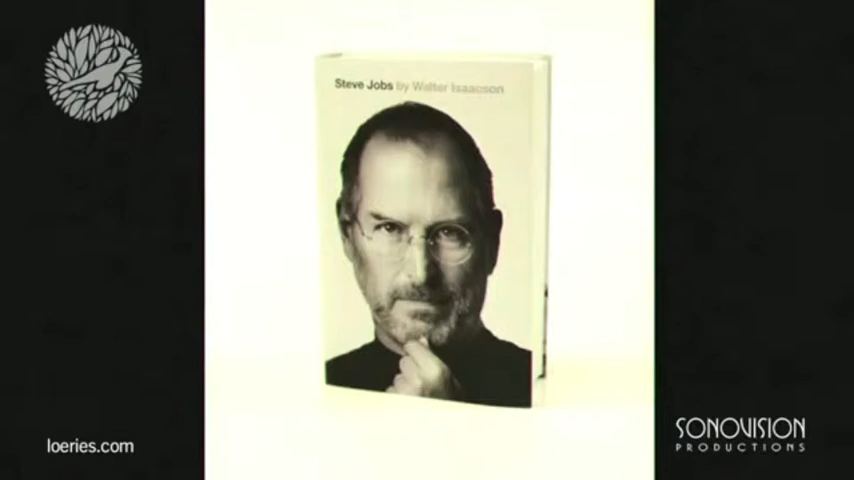 Steve Jobs by Walter Isaacson
loeries.com
SONOVISION
PRODUCTIONS